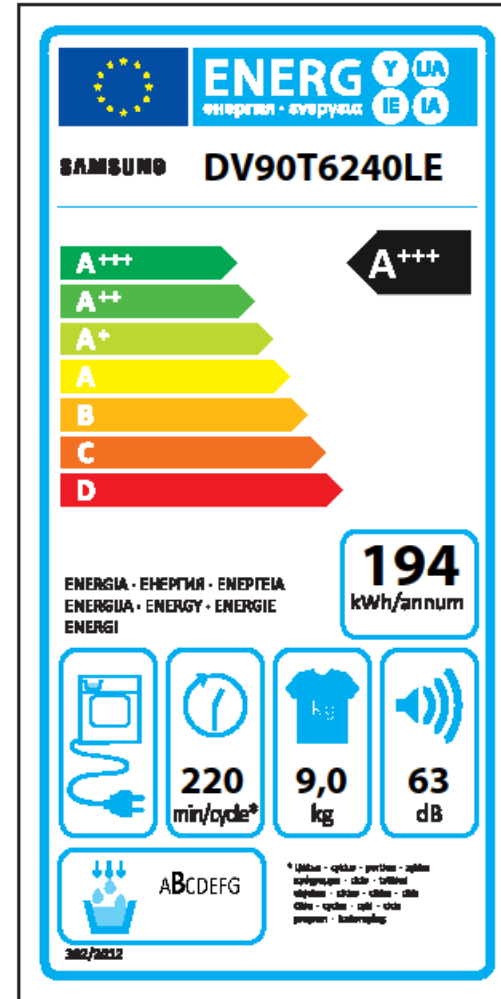 ENERG Y UA
енергия · ενεργεια IE IA
SAMSUNG DV90T6240LE
A+++ A+++
A++
A+
A
B
C
D
194
kWh/annum
ENERGIA · ЕНЕРГИЯ · ΕΝΕΡΓΕΙΑ
ENERGIJA · ENERGY · ENERGIE
ENERGI
kg
220 9,0 63
min/cycle* kg dB
ABCDEFG
392/2012